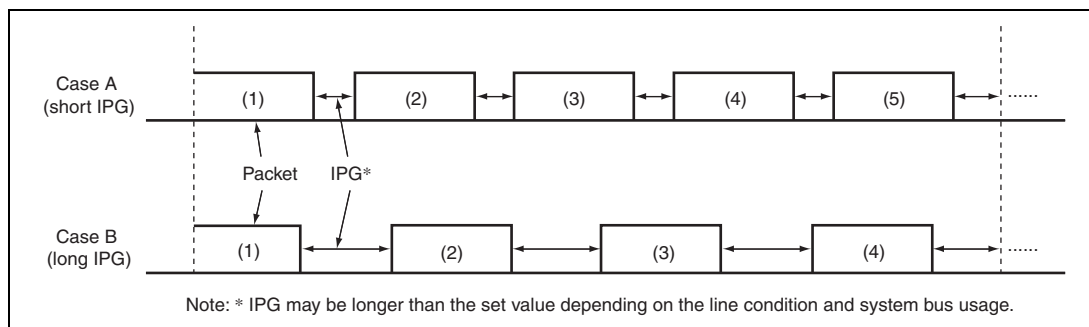 Case A
(short IPG)
(1) (2) (3) (4) (5) ......
Packet IPG*
Case B
(long IPG)
(1) (2) (3) (4) ......
Note: * IPG may be longer than the set value depending on the line condition and system bus usage.